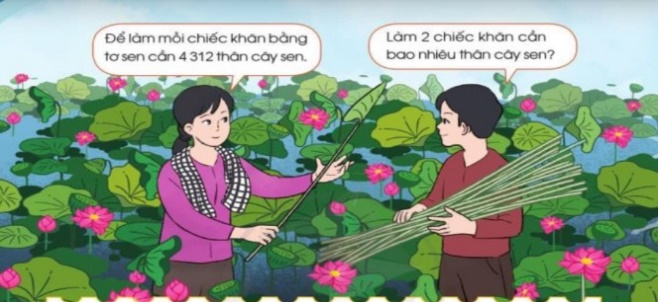 Để làm mỗi chiếc khăn bằng
tơ sen cần 4 312 thân cây sen.
Làm 2 chiếc khăn cần
bao nhiêu thân cây sen?